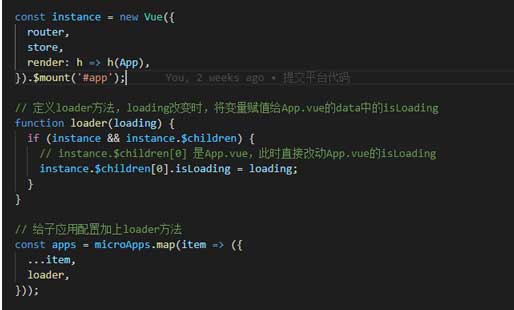 const instance = new Vue({
  router,
  store,
  render: h => h(App),
}).$mount('#app');     You, 2 weeks ago • 提交平台代码
// 定义loader方法，loading改变时，将变量赋值给App.vue的data中的isLoading
function loader(loading) {
  if (instance && instance.$children) {
    // instance.$children[0] 是App.vue，此时直接改动App.vue的isLoading
    instance.$children[0].isLoading = loading;
  }
}
// 给子应用配置加上loader方法
const apps = microApps.map(item => ({
  ...item,
  loader,
}));